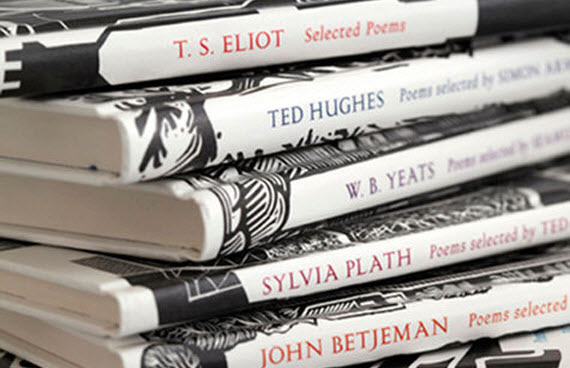 T. S. ELIOT Selected Poems
TED HUGHES Poems selected by SIMON
W. B. YEATS Poems selected by
SYLVIA PLATH Poems selected by TED
JOHN BETJEMAN Poems selected